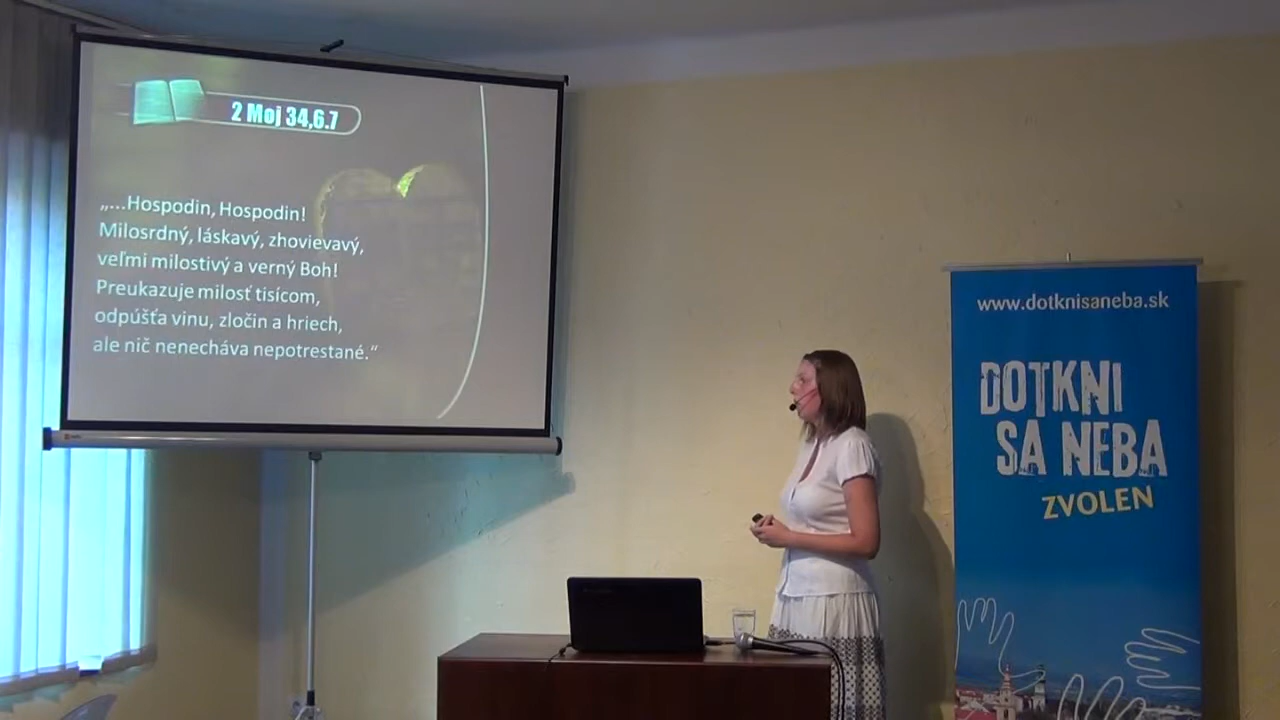 2 Moj 34,6.7
„...Hospodin, Hospodin!
Milosrdný, láskavý, zhovievavý,
veľmi milostivý a verný Boh!
Preukazuje milosť tisícom,
odpúšťa vinu, zločin a hriech,
ale nič nenecháva nepotrestané.“
www.dotknisaneba.sk
DOTKNI
SA NEBA
ZVOLEN